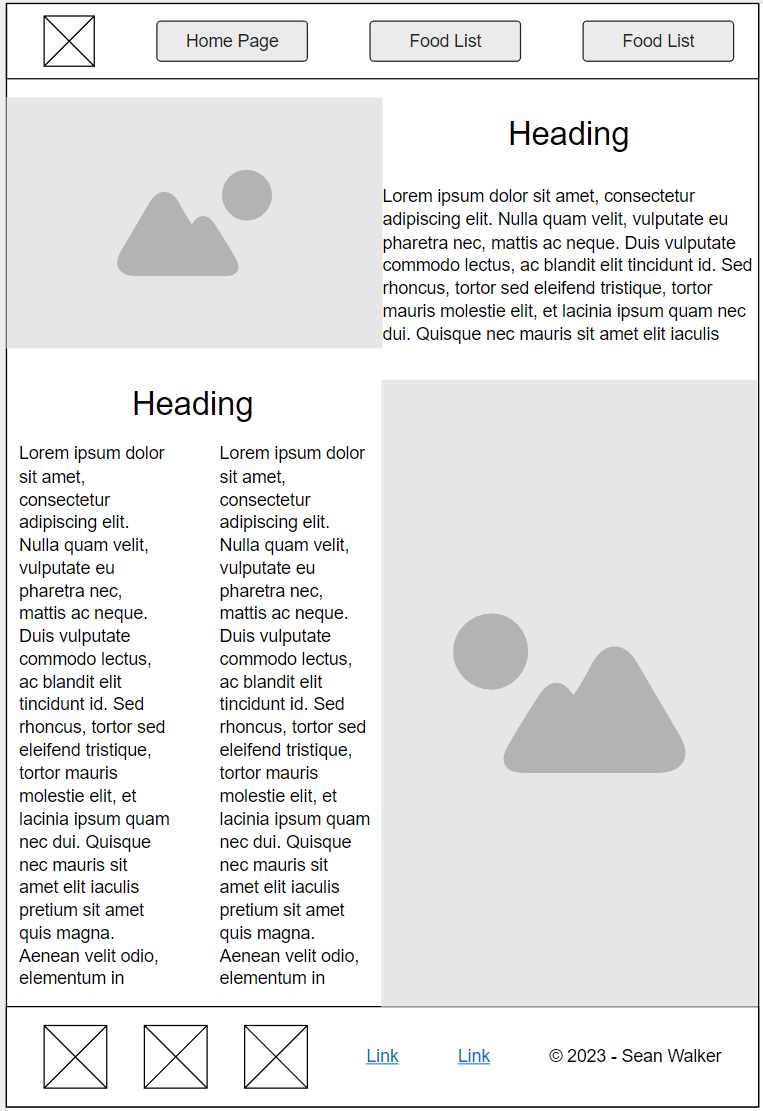 Home Page
Food List
Food List
Heading
Lorem ipsum dolor sit amet, consectetur
adipiscing elit. Nulla quam velit, vulputate eu
pharetra nec, mattis ac neque. Duis vulputate
commodo lectus, ac blandit elit tincidunt id. Sed
rhoncus, tortor sed eleifend tristique, tortor
mauris molestie elit, et lacinia ipsum quam nec
dui. Quisque nec mauris sit amet elit iaculis
Heading
Lorem ipsum dolor
sit amet,
consectetur
adipiscing elit.
Nulla quam velit,
vulputate eu
pharetra nec,
mattis ac neque.
Duis vulputate
commodo lectus,
ac blandit elit
tincidunt id. Sed
rhoncus, tortor sed
eleifend tristique,
tortor mauris
molestie elit, et
lacinia ipsum quam
nec dui. Quisque
nec mauris sit
amet elit iaculis
pretium sit amet
quis magna.
Aenean velit odio,
elementum in
Lorem ipsum dolor
sit amet,
consectetur
adipiscing elit.
Nulla quam velit,
vulputate eu
pharetra nec,
mattis ac neque.
Duis vulputate
commodo lectus,
ac blandit elit
tincidunt id. Sed
rhoncus, tortor sed
eleifend tristique,
tortor mauris
molestie elit, et
lacinia ipsum quam
nec dui. Quisque
nec mauris sit
amet elit iaculis
pretium sit amet
quis magna.
Aenean velit odio,
elementum in
Link
Link
© 2023 - Sean Walker